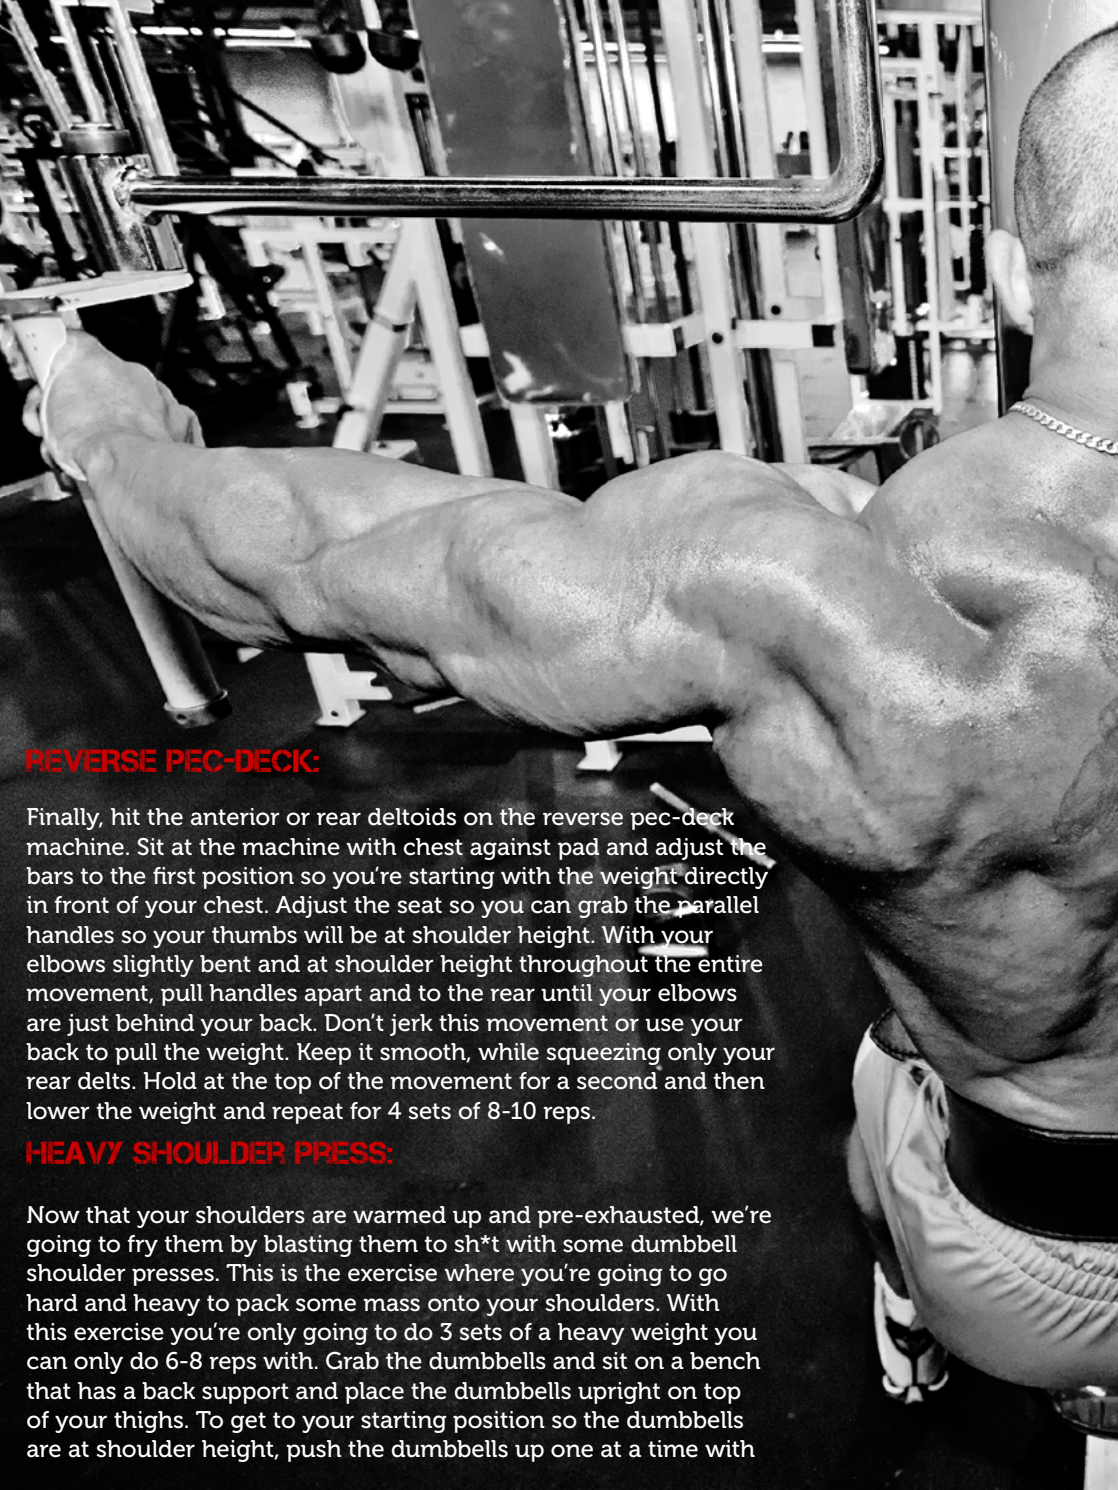 REVERSE PEC-DECK:
Finally, hit the anterior or rear deltoids on the reverse pec-deck
machine. Sit at the machine with chest against pad and adjust the
bars to the first position so you’re starting with the weight directly
in front of your chest. Adjust the seat so you can grab the parallel
handles so your thumbs will be at shoulder height. With your
elbows slightly bent and at shoulder height throughout the entire
movement, pull handles apart and to the rear until your elbows
are just behind your back. Don’t jerk this movement or use your
back to pull the weight. Keep it smooth, while squeezing only your
rear delts. Hold at the top of the movement for a second and then
lower the weight and repeat for 4 sets of 8-10 reps.
HEAVY SHOULDER PRESS:
Now that your shoulders are warmed up and pre-exhausted, we’re
going to fry them by blasting them to sh*t with some dumbbell
shoulder presses. This is the exercise where you’re going to go
hard and heavy to pack some mass onto your shoulders. With
this exercise you’re only going to do 3 sets of a heavy weight you
can only do 6-8 reps with. Grab the dumbbells and sit on a bench
that has a back support and place the dumbbells upright on top
of your thighs. To get to your starting position so the dumbbells
are at shoulder height, push the dumbbells up one at a time with